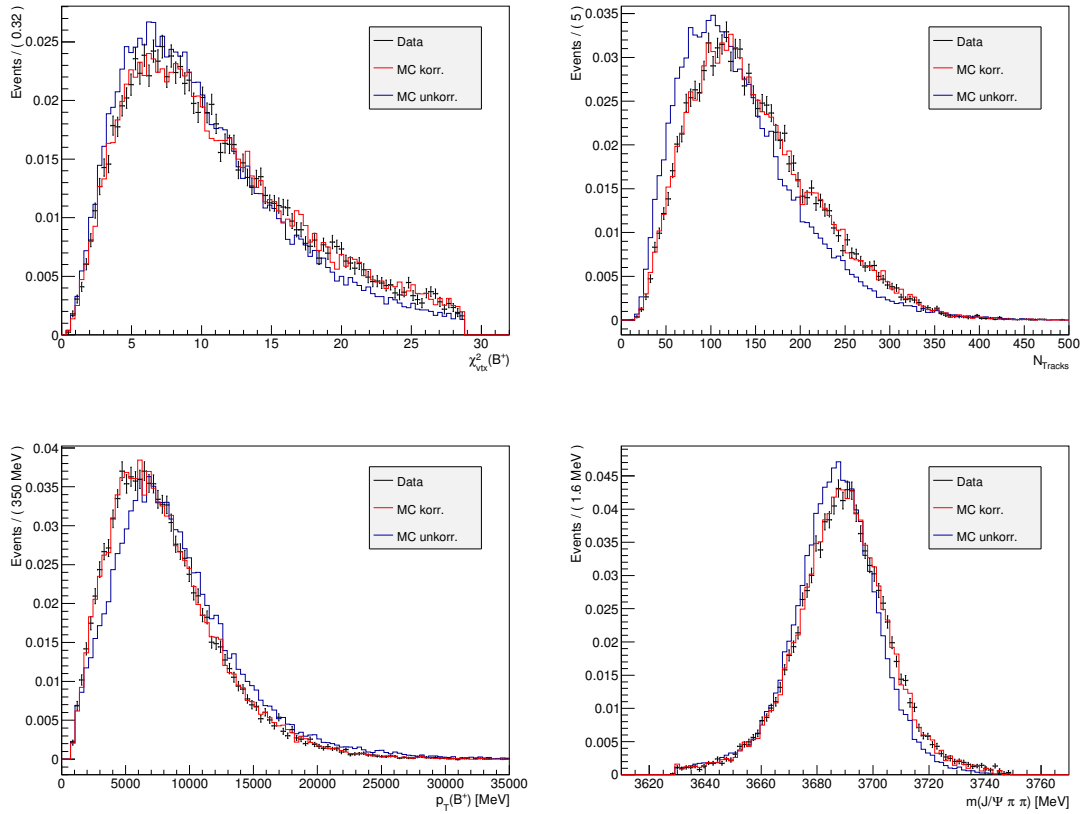 Events / ( 0.32 )
0.025
0.02
0.015
0.01
0.005
0
Data
MC korr.
MC unkorr.
0 5 10 15 20 25 30
χ²vtx(B⁺)
Events / ( 5 )
0.035
0.03
0.025
0.02
0.015
0.01
0.005
0
Data
MC korr.
MC unkorr.
0 50 100 150 200 250 300 350 400 450 500
N_Tracks
Events / ( 350 MeV )
0.04
0.035
0.03
0.025
0.02
0.015
0.01
0.005
0
Data
MC korr.
MC unkorr.
0 5000 10000 15000 20000 25000 30000 35000
p_T(B⁺) [MeV]
Events / ( 1.6 MeV )
0.045
0.04
0.035
0.03
0.025
0.02
0.015
0.01
0.005
0
Data
MC korr.
MC unkorr.
3620 3640 3660 3680 3700 3720 3740 3760
m(J/Ψ π π) [MeV]